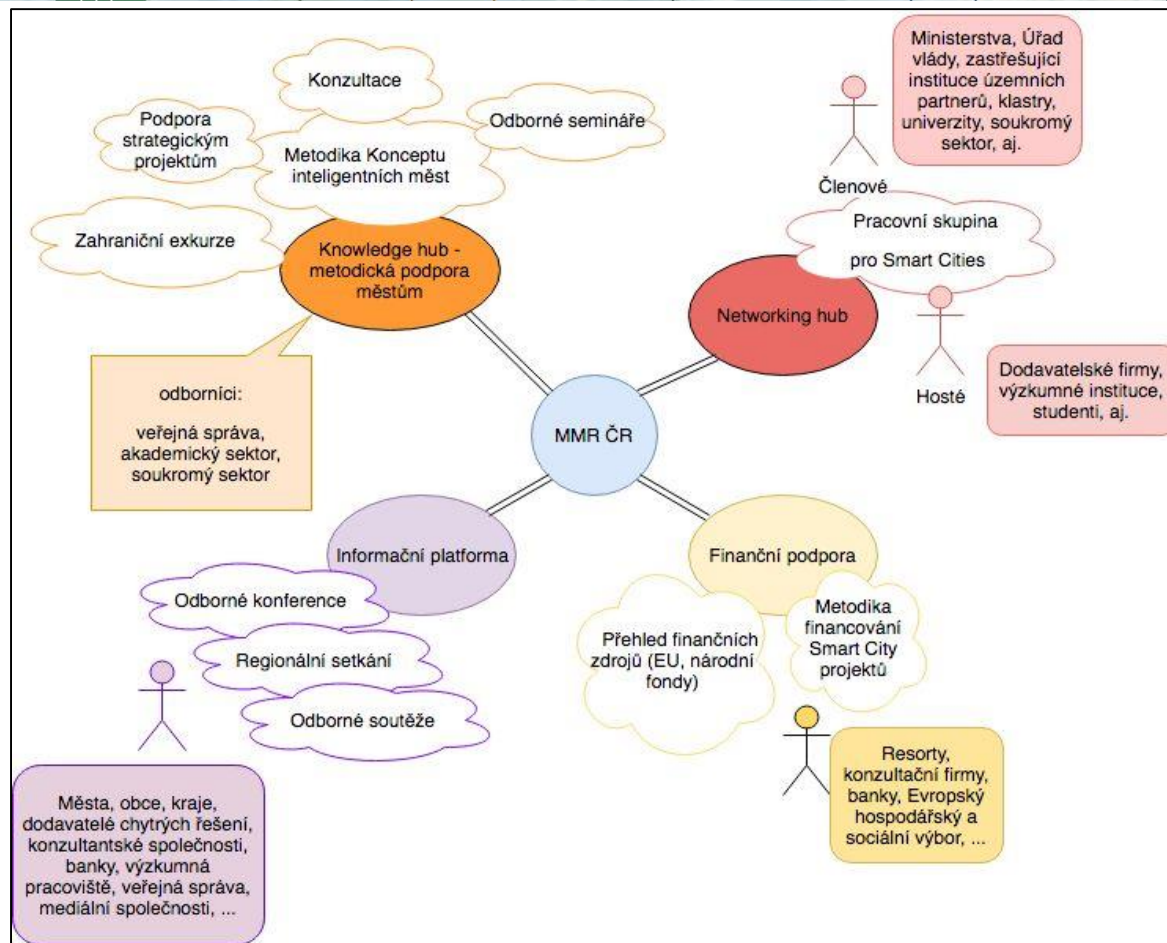 Konzultace
Podpora
strategickým
projektům
Odborné semináře
Metodika Konceptu
inteligentních měst
Zahraniční exkurze
Knowledge hub -
metodická podpora
městům
odborníci:
veřejná správa,
akademický sektor,
soukromý sektor
Ministerstva, Úřad
vlády, zastřešující
instituce územních
partnerů, klastry,
univerzity, soukromý
sektor, aj.
Členové
Pracovní skupina
pro Smart Cities
Networking hub
Hosté
Dodavatelské firmy,
výzkumné instituce,
studenti, aj.
MMR ČR
Informační platforma
Odborné konference
Regionální setkání
Odborné soutěže
Města, obce, kraje,
dodavatelé chytrých řešení,
konzultantské společnosti,
banky, výzkumná
pracoviště, veřejná správa,
mediální společnosti, ...
Finanční podpora
Přehled finančních
zdrojů (EU, národní
fondy)
Metodika
financování
Smart City
projektů
Resorty,
konzultační firmy,
banky, Evropský
hospodářský a
sociální výbor, ...